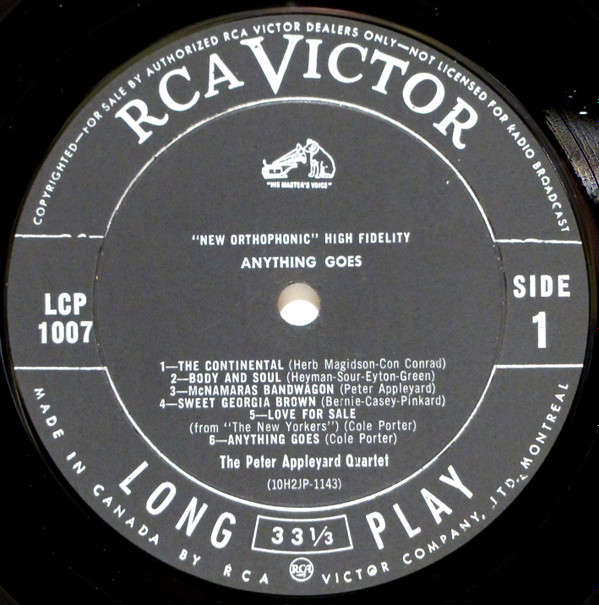 COPYRIGHTED—FOR SALE BY AUTHORIZED RCA VICTOR DEALERS ONLY—NOT LICENSED FOR RADIO BROADCAST
RCA VICTOR
"HIS MASTER'S VOICE"
"NEW ORTHOPHONIC" HIGH FIDELITY
ANYTHING GOES
LCP
1007
SIDE
1
1—THE CONTINENTAL (Herb Magidson-Con Conrad)
2—BODY AND SOUL (Heyman-Sour-Eyton-Green)
3—McNAMARAS BANDWAGON (Peter Appleyard)
4—SWEET GEORGIA BROWN (Bernie-Casey-Pinkard)
5—LOVE FOR SALE
(from "The New Yorkers") (Cole Porter)
6—ANYTHING GOES (Cole Porter)
The Peter Appleyard Quartet
(10H2JP-1143)
LONG 33 1/3 PLAY
MADE IN CANADA BY RCA VICTOR COMPANY, LTD., MONTREAL
RCA